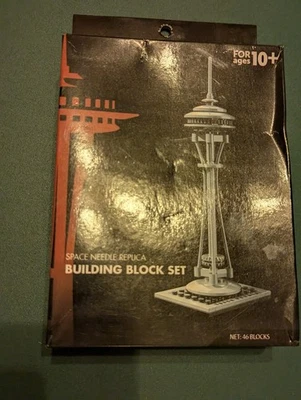 FOR
ages 10+
SPACE NEEDLE REPLICA
BUILDING BLOCK SET
NET: 46 BLOCKS